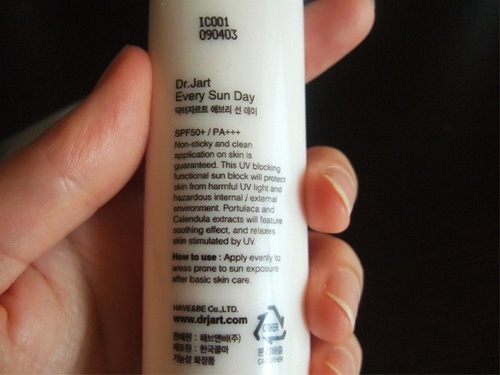 IC001
090403
Dr.Jart
Every Sun Day
닥터자르트 에브리 선 데이
SPF50+ / PA+++
Non-sticky and clean
application on skin is
guaranteed. This UV blocking
functional sun block will protect
skin from harmful UV light and
hazardous internal / external
environment. Portulaca and
Calendula extracts will feature
soothing effect, and relaxes
skin stimulated by UV.
How to use : Apply evenly to
areas prone to sun exposure
after basic skin care.
HAVE&BE Co.,LTD.
www.drjart.com
판매원 : 해브앤비(주)
제조원 : 한국콜마
기능성 화장품
OTHER